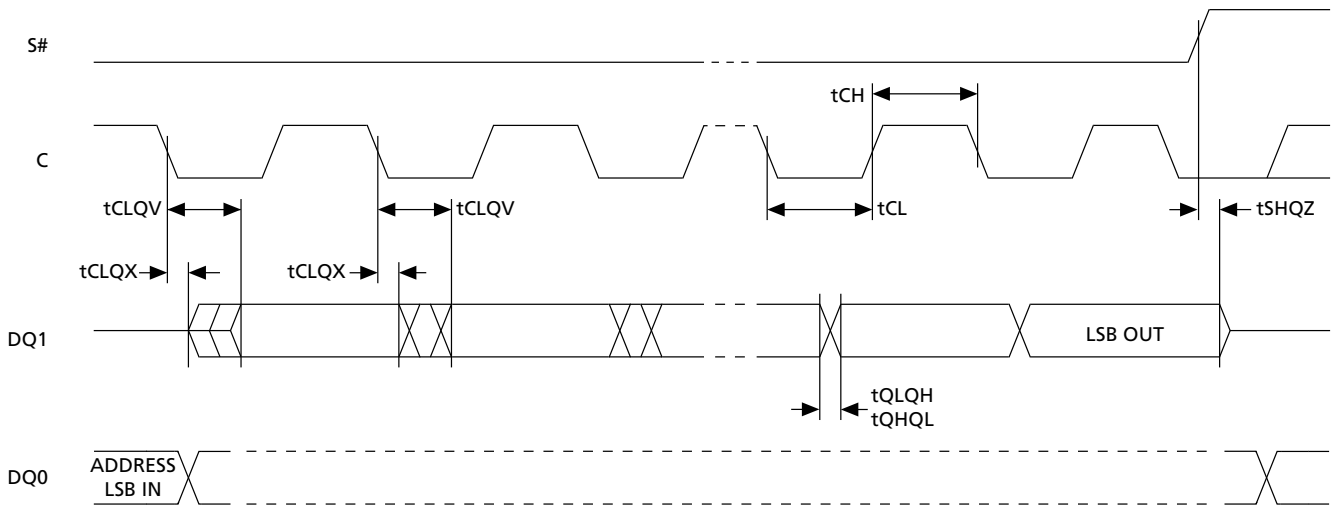 S#
tCH
C
tCLQV
tCLQV
tCL
tSHQZ
tCLQX
tCLQX
DQ1
LSB OUT
tQLQH
tQHQL
DQ0
ADDRESS
LSB IN